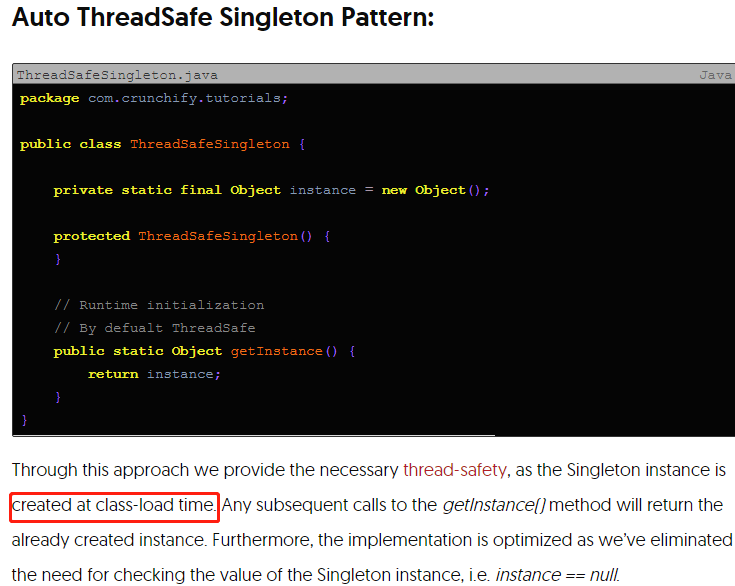 Auto ThreadSafe Singleton Pattern:
ThreadSafeSingleton.java Java
package com.crunchify.tutorials;
public class ThreadSafeSingleton {
private static final Object instance = new Object();
protected ThreadSafeSingleton() {
}
// Runtime initialization
// By defualt ThreadSafe
public static Object getInstance() {
return instance;
}
}
Through this approach we provide the necessary thread-safety, as the Singleton instance is
created at class-load time. Any subsequent calls to the getInstance() method will return the
already created instance. Furthermore, the implementation is optimized as we've eliminated
the need for checking the value of the Singleton instance, i.e. instance == null.